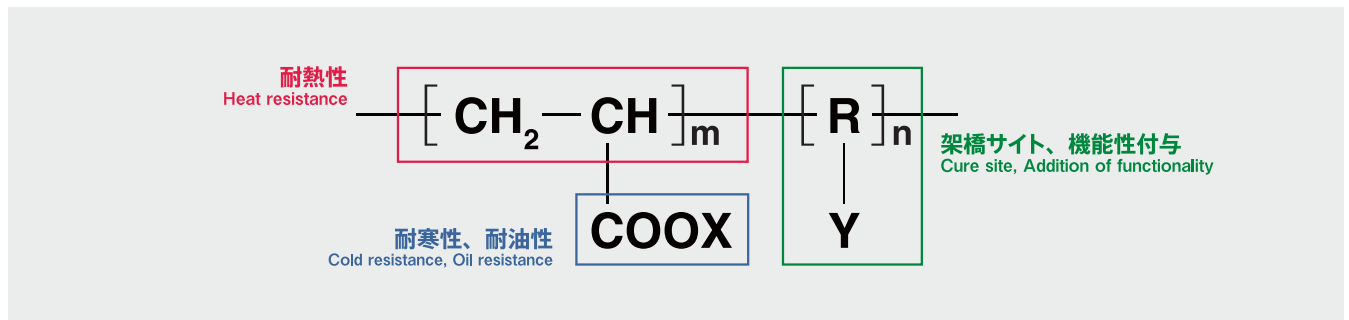 耐熱性
Heat resistance
[CH₂—CH]m—[R]n
架橋サイト、機能性付与
Cure site, Addition of functionality
COOX
Y
耐寒性、耐油性
Cold resistance, Oil resistance